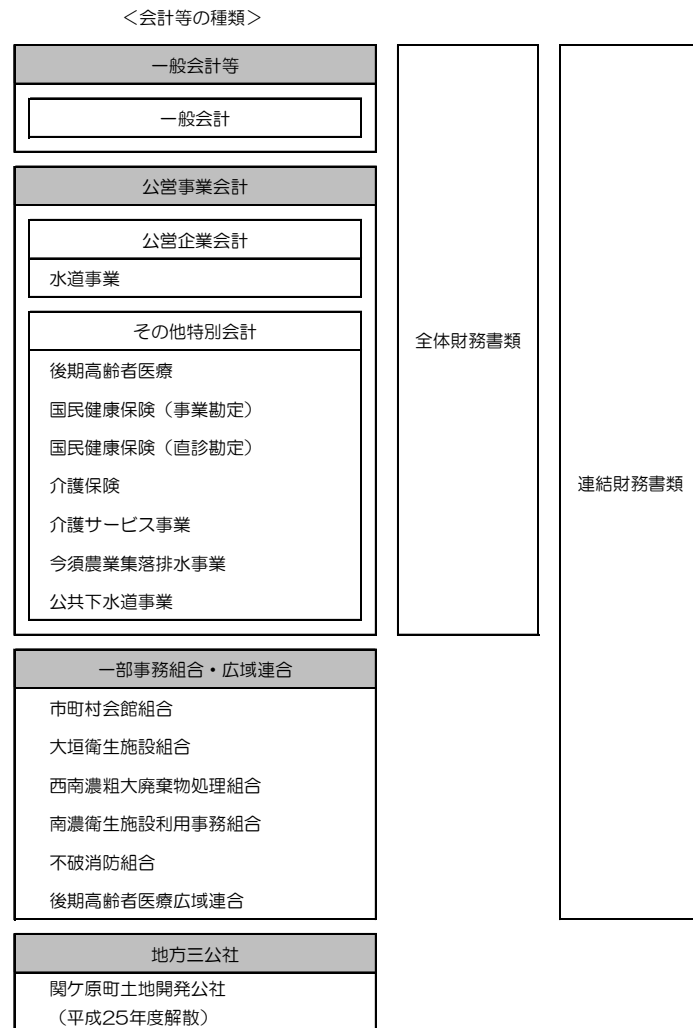 ＜会計等の種類＞
一般会計等
一般会計
公営事業会計
公営企業会計
水道事業
その他特別会計
後期高齢者医療
国民健康保険（事業勘定）
国民健康保険（直診勘定）
介護保険
介護サービス事業
今須農業集落排水事業
公共下水道事業
全体財務書類
連結財務書類
一部事務組合・広域連合
市町村会館組合
大垣衛生施設組合
西南濃粗大廃棄物処理組合
南濃衛生施設利用事務組合
不破消防組合
後期高齢者医療広域連合
地方三公社
関ケ原町土地開発公社
（平成25年度解散）